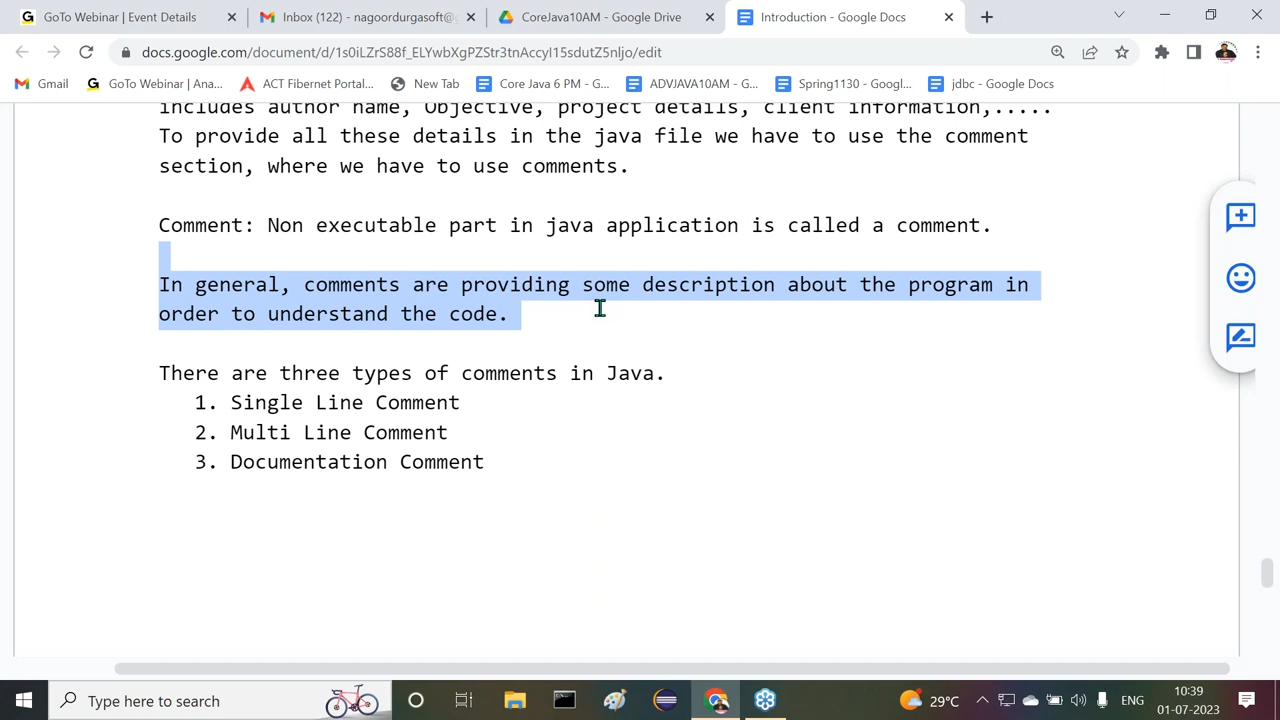 GoTo Webinar | Event Details
Inbox (122) - nagoordurgasoft@g
CoreJava10AM - Google Drive
Introduction - Google Docs
docs.google.com/document/d/1s0iLZrS88f_ELYwbXgPZStr3tnAccyI15sdutZ5nIjo/edit
Gmail
GoTo Webinar | Ana...
ACT Fibernet Portal...
New Tab
Core Java 6 PM - G...
ADVJAVA10AM - G...
Spring1130 - Googl...
jdbc - Google Docs
includes author name, Objective, project details, client information,.....
To provide all these details in the java file we have to use the comment
section, where we have to use comments.
Comment: Non executable part in java application is called a comment.
In general, comments are providing some description about the program in
order to understand the code.
There are three types of comments in Java.
1. Single Line Comment
2. Multi Line Comment
3. Documentation Comment
Type here to search
29°C
ENG
10:39
01-07-2023